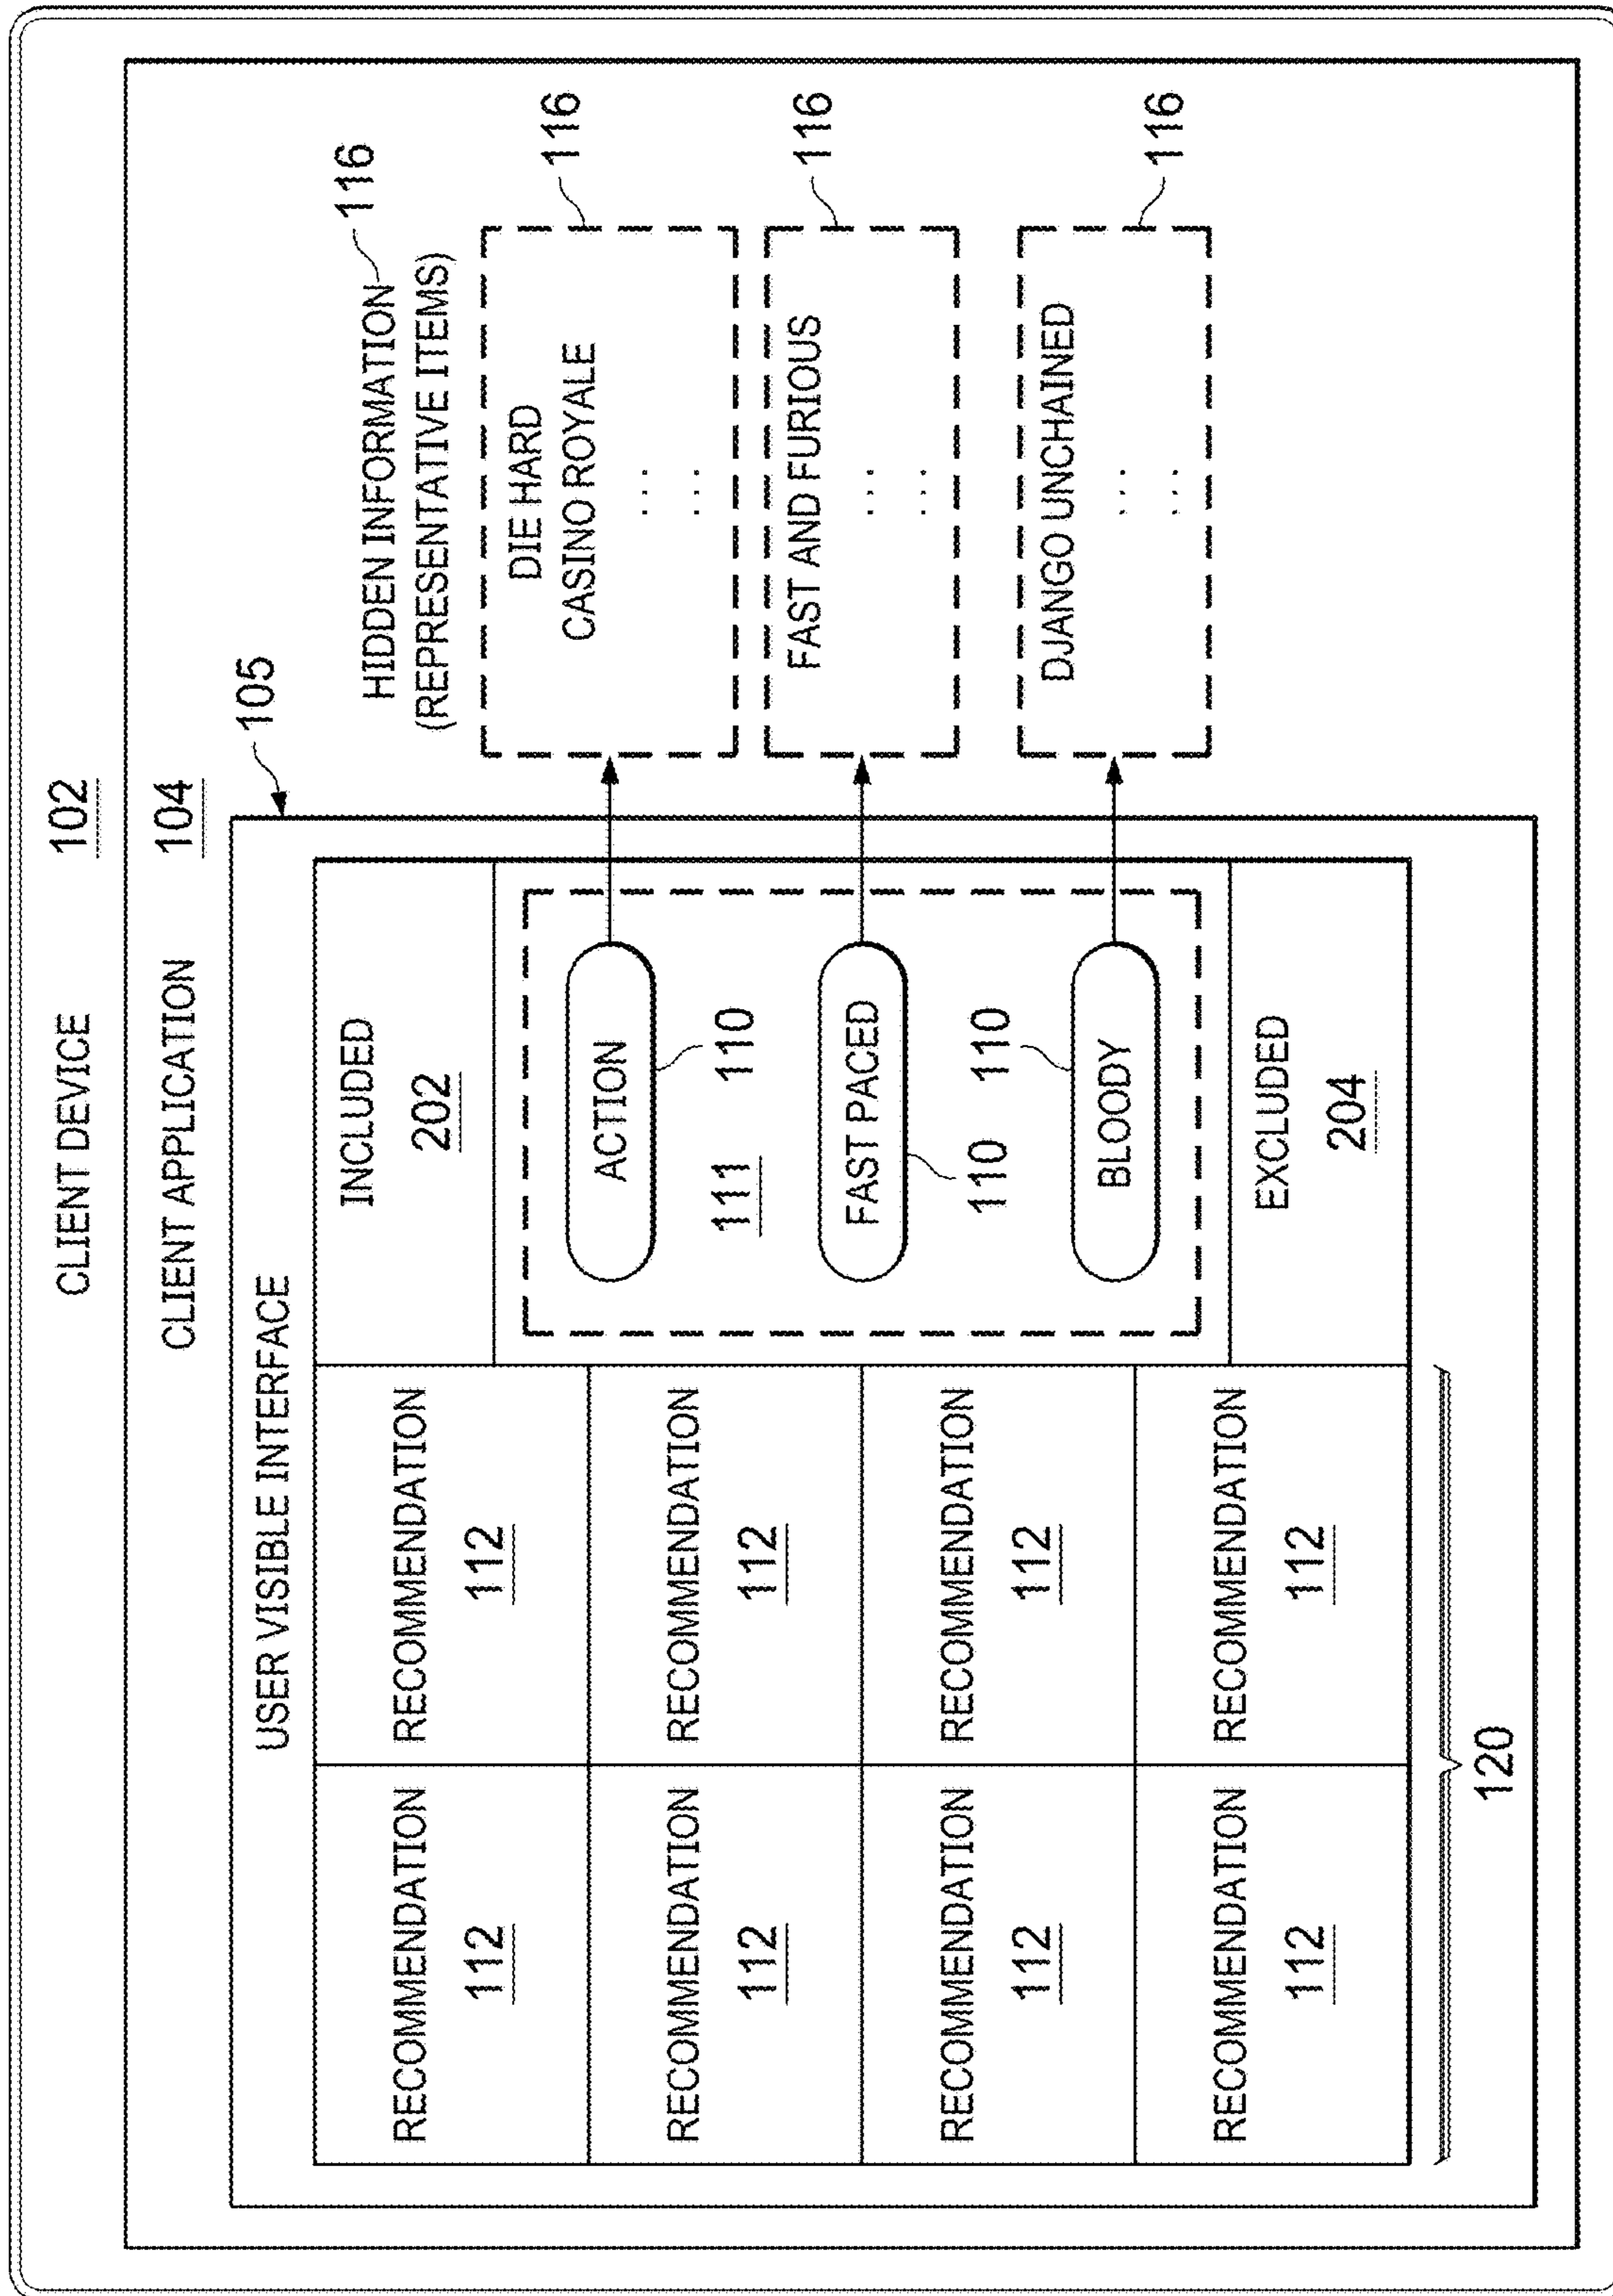 CLIENT DEVICE 102
CLIENT APPLICATION 104
USER VISIBLE INTERFACE
105
HIDDEN INFORMATION 116
(REPRESENTATIVE ITEMS)
RECOMMENDATION
112
RECOMMENDATION
112
INCLUDED
202
RECOMMENDATION
112
RECOMMENDATION
112
RECOMMENDATION
112
RECOMMENDATION
112
RECOMMENDATION
112
RECOMMENDATION
112
ACTION
110
111
FAST PACED
110
110
BLOODY
EXCLUDED
204
DIE HARD
CASINO ROYALE
...
...
116
FAST AND FURIOUS
...
...
116
DJANGO UNCHAINED
...
...
116
120